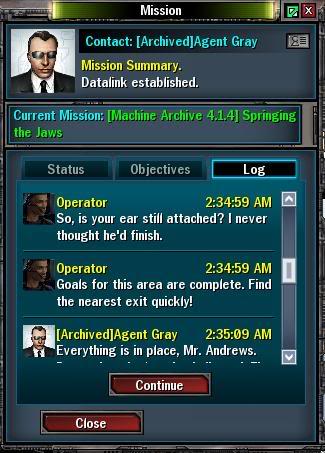 Mission
Contact: [Archived]Agent Gray
Mission Summary.
Datalink established.
Current Mission: [Machine Archive 4.1.4] Springing
the Jaws
Status
Objectives
Log
Operator 2:34:59 AM
So, is your ear still attached? I never
thought he'd finish.
Operator 2:34:59 AM
Goals for this area are complete. Find
the nearest exit quickly!
[Archived]Agent Gray 2:35:09 AM
Everything is in place, Mr. Andrews.
Continue
Close